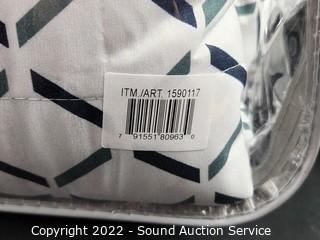 ITM./ART. 1590117
7 91551 80963 0
Copyright 2022 - Sound Auction Service